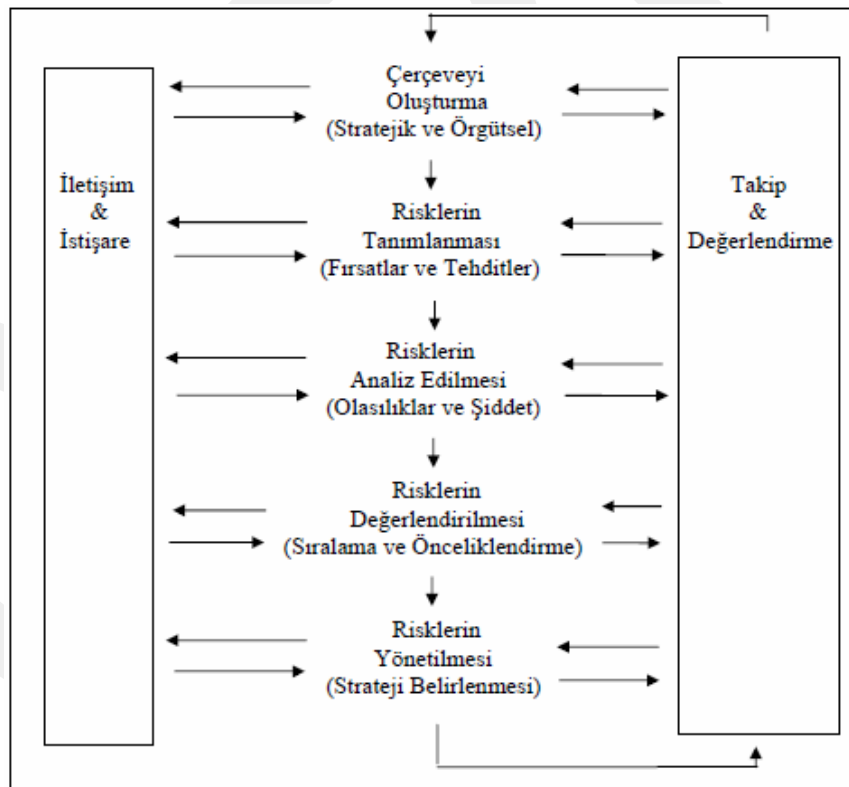 Çerçeveyi
Oluşturma
(Stratejik ve Örgütsel)
İletişim
&
İstişare
Risklerin
Tanımlanması
(Fırsatlar ve Tehditler)
Takip
&
Değerlendirme
Risklerin
Analiz Edilmesi
(Olasılıklar ve Şiddet)
Risklerin
Değerlendirilmesi
(Sıralama ve Önceliklendirme)
Risklerin
Yönetilmesi
(Strateji Belirlenmesi)